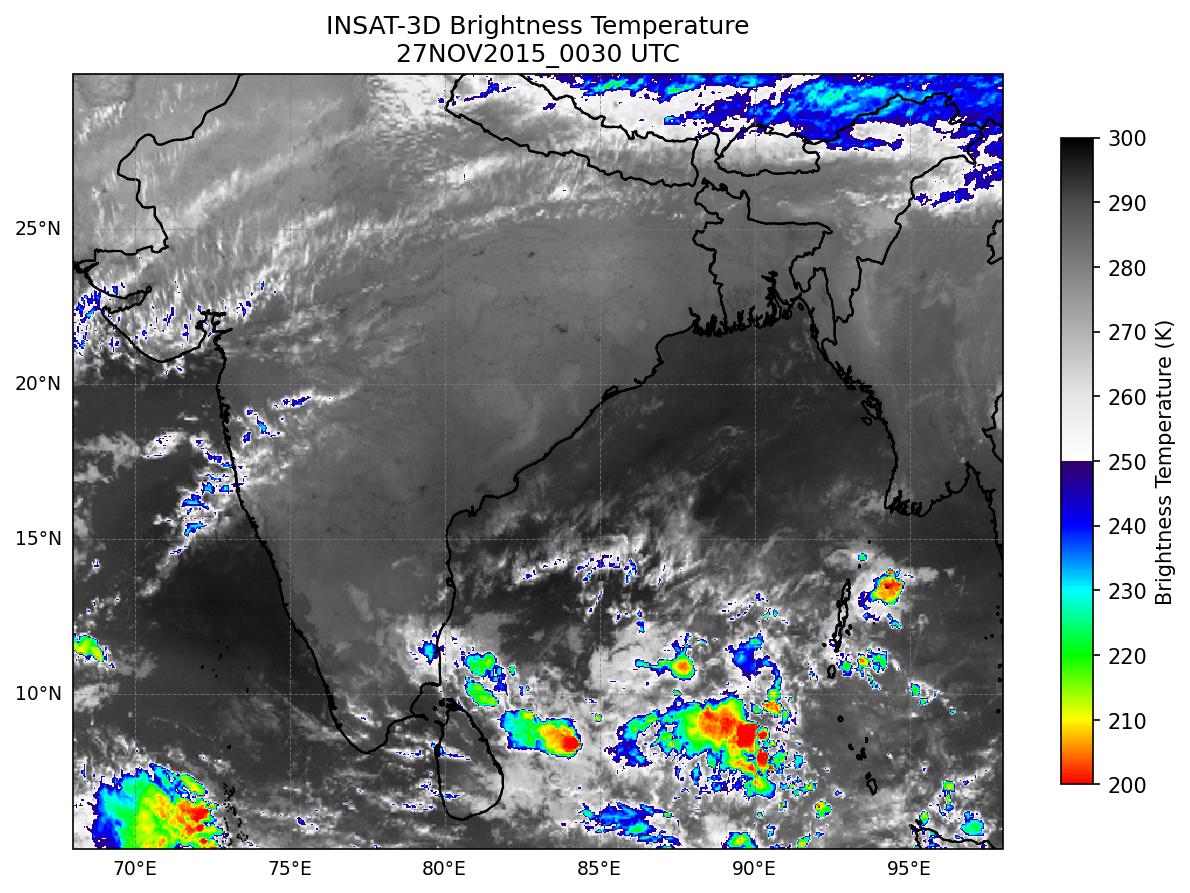 INSAT-3D Brightness Temperature
27NOV2015_0030 UTC
25°N
20°N
15°N
10°N
70°E
75°E
80°E
85°E
90°E
95°E
300
290
280
270
260
250
240
230
220
210
200
Brightness Temperature (K)